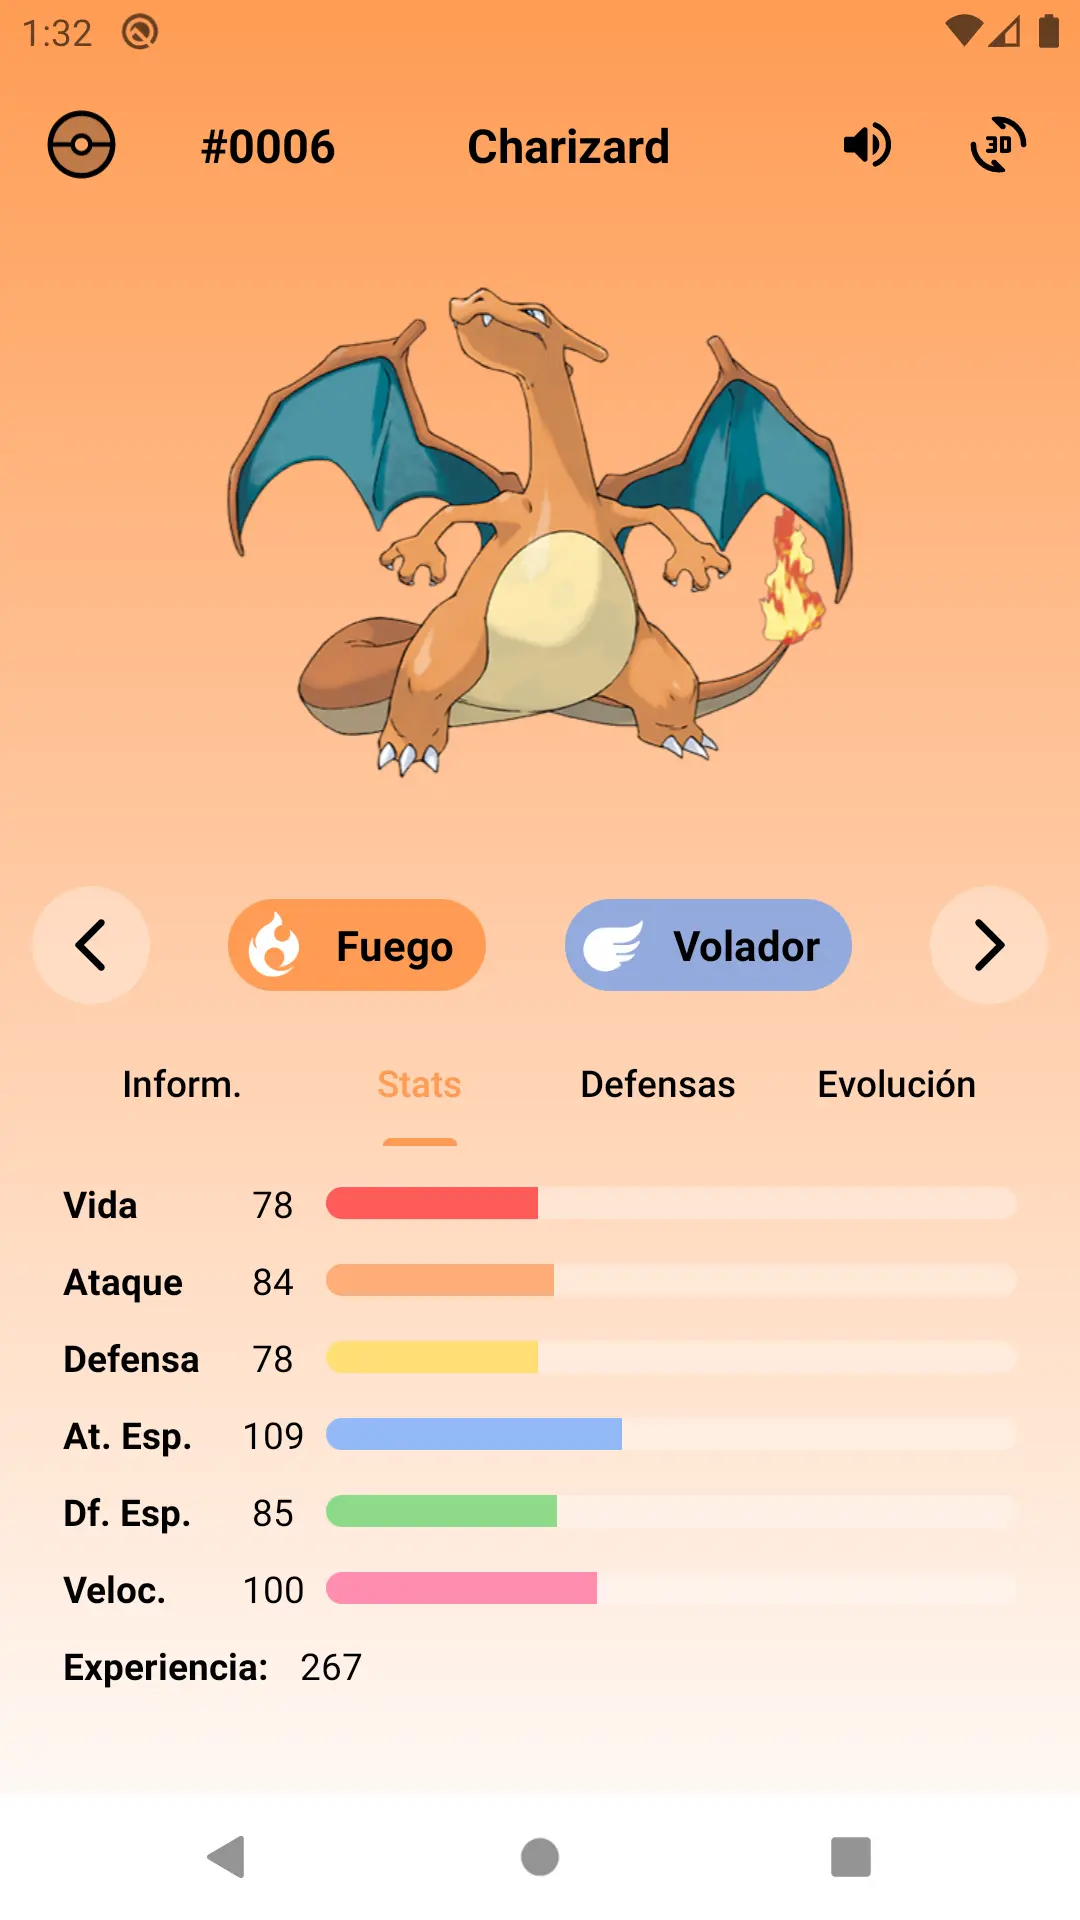 1:32
#0006 Charizard 3D
Fuego Volador
Inform. Stats Defensas Evolución
Vida 78
Ataque 84
Defensa 78
At. Esp. 109
Df. Esp. 85
Veloc. 100
Experiencia: 267